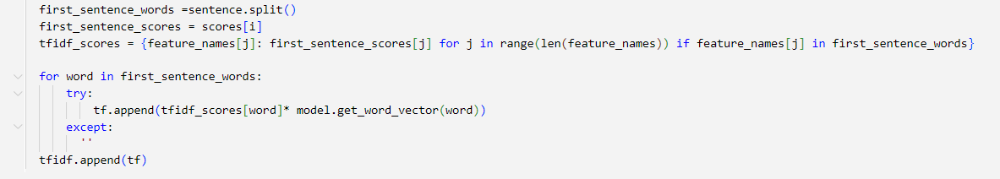 first_sentence_words =sentence.split()
first_sentence_scores = scores[i]
tfidf_scores = {feature_names[j]: first_sentence_scores[j] for j in range(len(feature_names)) if feature_names[j] in first_sentence_words}
for word in first_sentence_words:
try:
tf.append(tfidf_scores[word]* model.get_word_vector(word))
except:
''
tfidf.append(tf)